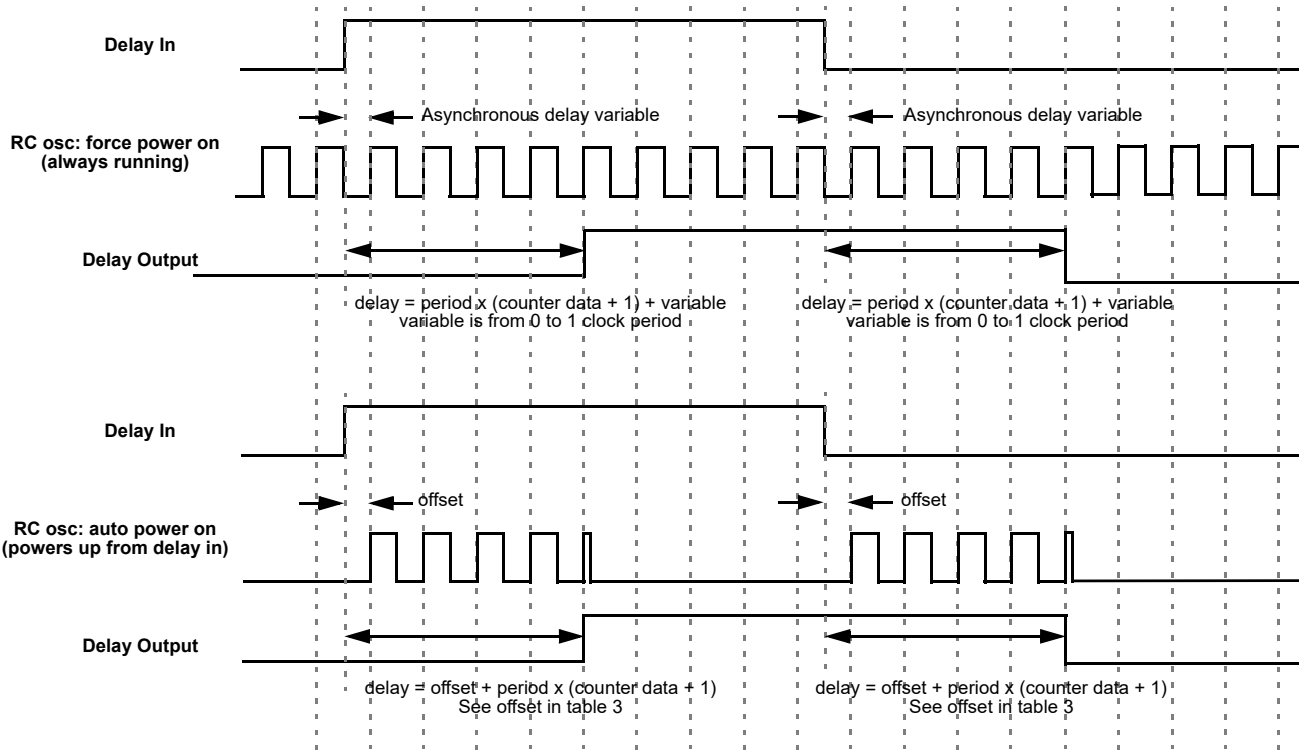 Delay In
Asynchronous delay variable
Asynchronous delay variable
RC osc: force power on
(always running)
Delay Output
delay = period x (counter data + 1) + variable
variable is from 0 to 1 clock period
delay = period x (counter data + 1) + variable
variable is from 0 to 1 clock period
Delay In
offset
offset
RC osc: auto power on
(powers up from delay in)
Delay Output
delay = offset + period x (counter data + 1)
See offset in table 3
delay = offset + period x (counter data + 1)
See offset in table 3